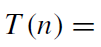 T(n) =